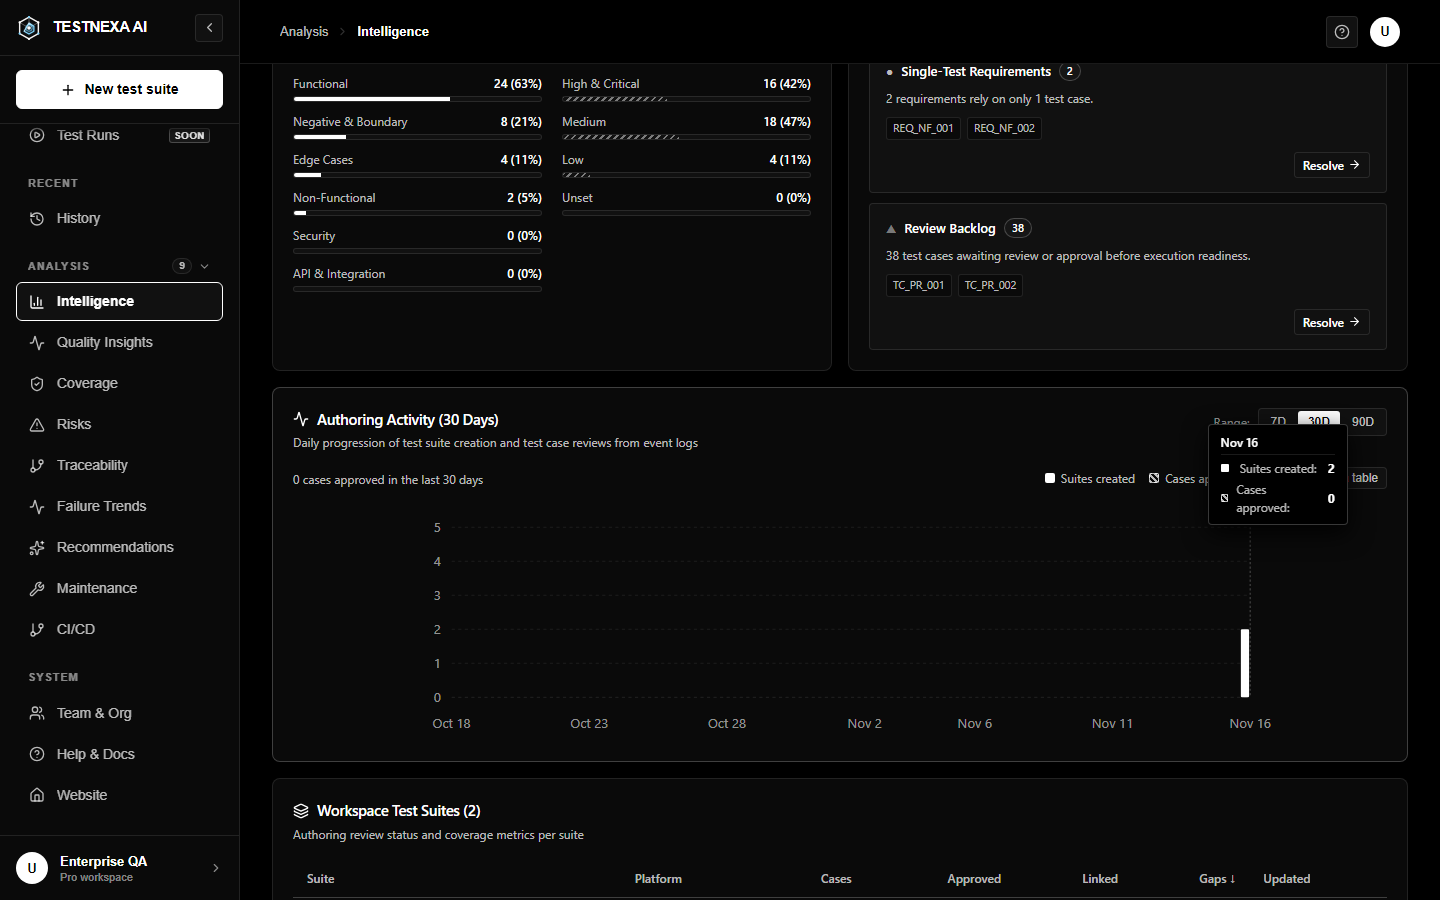 TESTNEXA AI
New test suite
Test Runs
SOON
RECENT
History
ANALYSIS
9
Intelligence
Quality Insights
Coverage
Risks
Traceability
Failure Trends
Recommendations
Maintenance
CI/CD
SYSTEM
Team & Org
Help & Docs
Website
U
Enterprise QA
Pro workspace
Analysis
Intelligence
U
Functional
24 (63%)
Negative & Boundary
8 (21%)
Edge Cases
4 (11%)
Non-Functional
2 (5%)
Security
0 (0%)
API & Integration
0 (0%)
High & Critical
16 (42%)
Medium
18 (47%)
Low
4 (11%)
Unset
0 (0%)
Single-Test Requirements
2
2 requirements rely on only 1 test case.
REQ_NF_001
REQ_NF_002
Resolve →
Review Backlog
38
38 test cases awaiting review or approval before execution readiness.
TC_PR_001
TC_PR_002
Resolve →
Authoring Activity (30 Days)
Daily progression of test suite creation and test case reviews from event logs
Range:
7D
30D
90D
0 cases approved in the last 30 days
Suites created
Cases ap
table
Nov 16
Suites created:
2
Cases
approved:
0
5
4
3
2
1
0
Oct 18
Oct 23
Oct 28
Nov 2
Nov 6
Nov 11
Nov 16
Workspace Test Suites (2)
Authoring review status and coverage metrics per suite
Suite
Platform
Cases
Approved
Linked
Gaps ↓
Updated